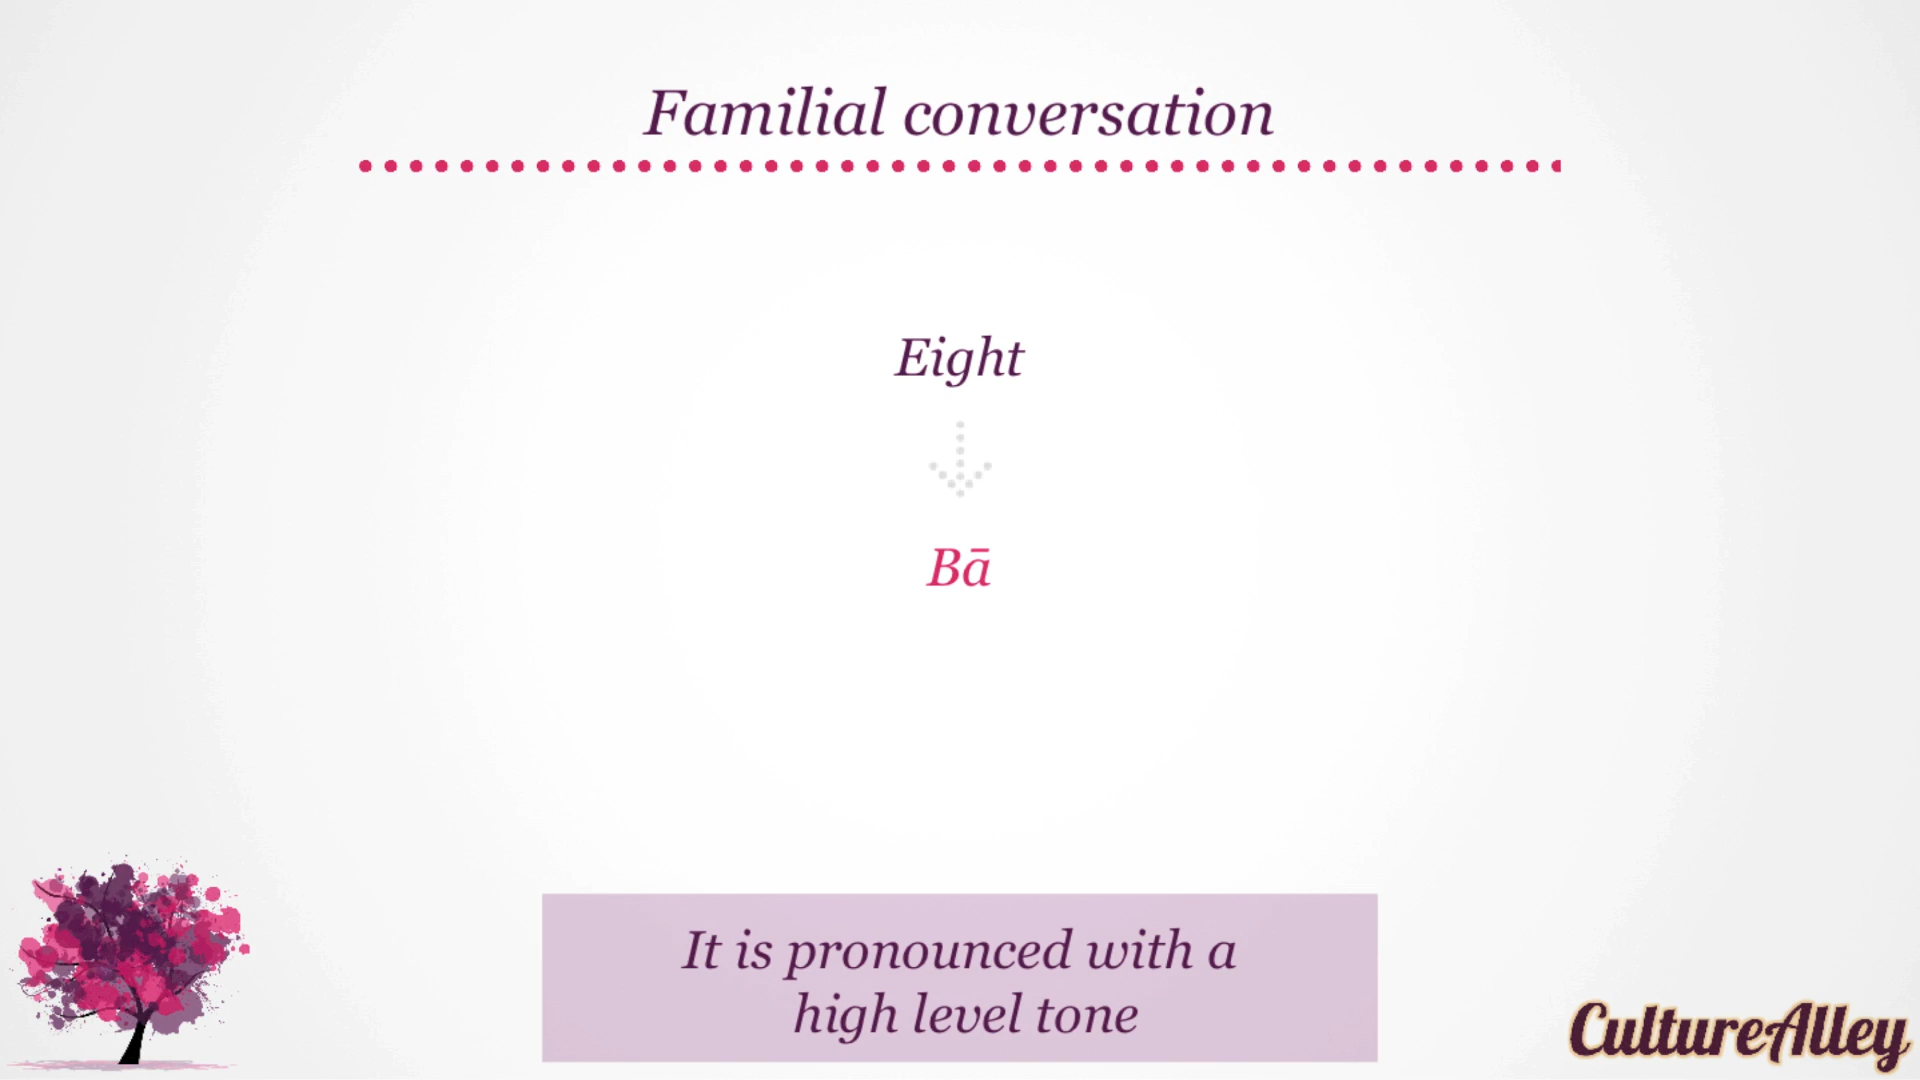 Familial conversation
Eight
Bā
It is pronounced with a
high level tone
CultureAlley